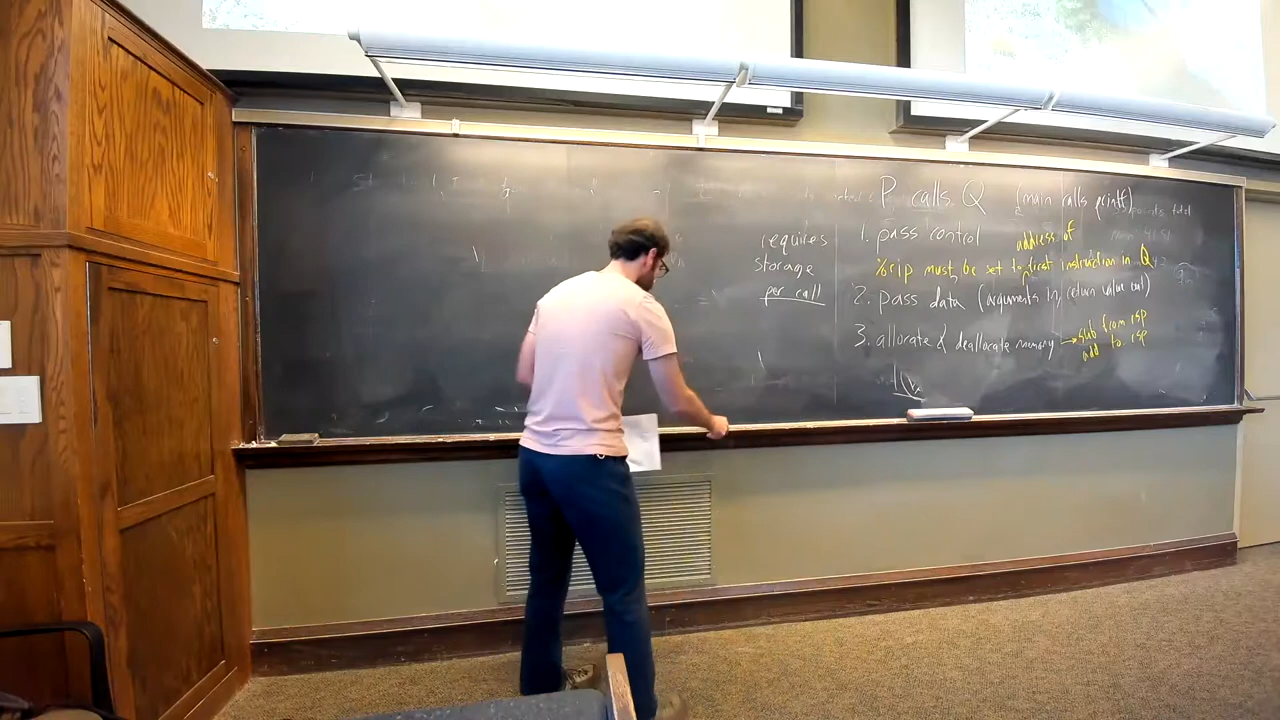 P calls Q (main calls printf)
requires
storage
per call
1. pass control
address of
%rip must be set to first instruction in Q
2. pass data (arguments in, return value out)
3. allocate & deallocate memory → sub from rsp
add to rsp
points total